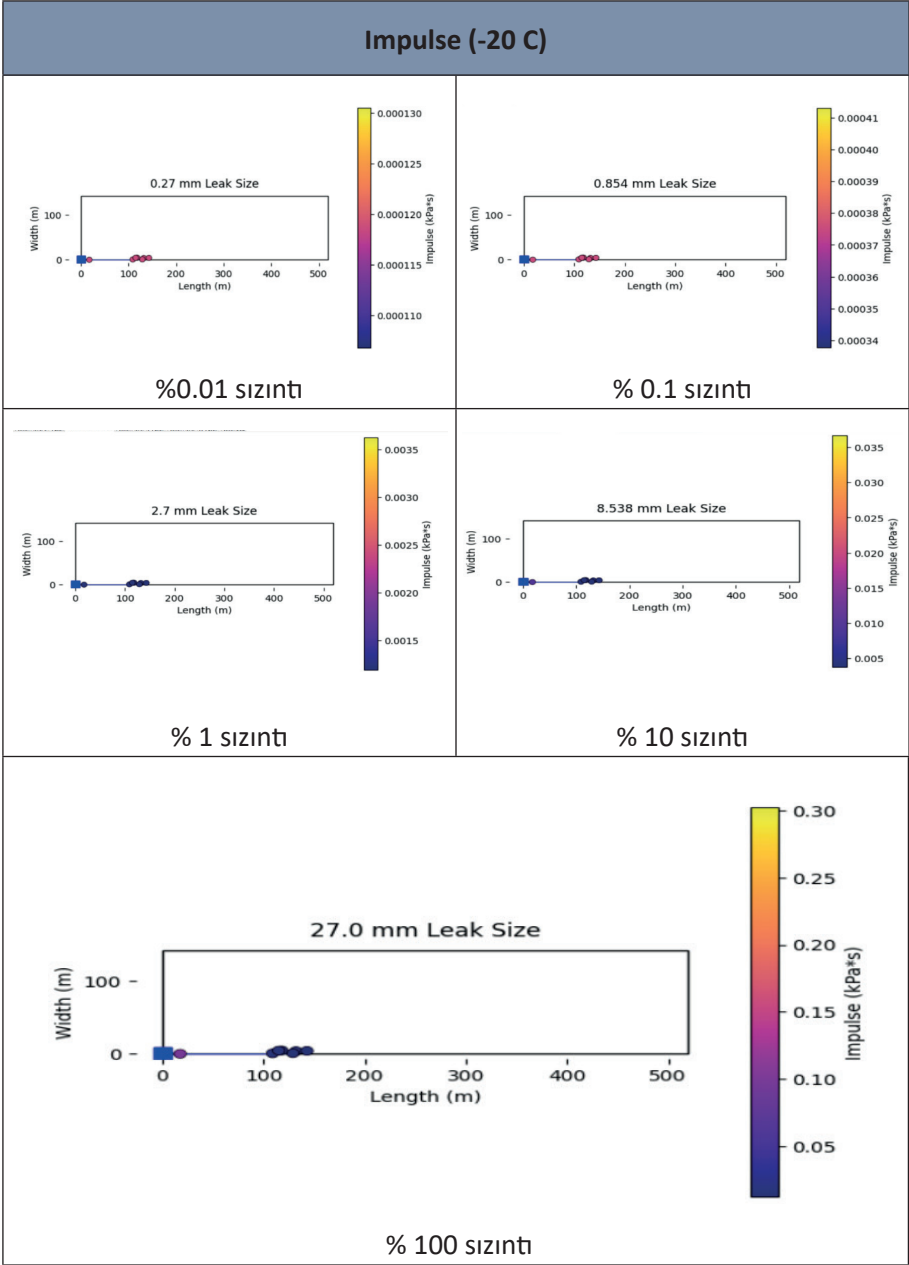 Impulse (-20 C)
0.27 mm Leak Size
Width (m)
100
0
0 100 200 300 400 500
Length (m)
0.000130
0.000125
0.000120
0.000115
0.000110
Impulse (kPa*s)
%0.01 sızıntı
0.854 mm Leak Size
Width (m)
100
0
0 100 200 300 400 500
Length (m)
0.00041
0.00040
0.00039
0.00038
0.00037
0.00036
0.00035
0.00034
Impulse (kPa*s)
% 0.1 sızıntı
2.7 mm Leak Size
Width (m)
100
0
0 100 200 300 400 500
Length (m)
0.0035
0.0030
0.0025
0.0020
0.0015
Impulse (kPa*s)
% 1 sızıntı
8.538 mm Leak Size
Width (m)
100
0
0 100 200 300 400 500
Length (m)
0.035
0.030
0.025
0.020
0.015
0.010
0.005
Impulse (kPa*s)
% 10 sızıntı
27.0 mm Leak Size
Width (m)
100
0
0 100 200 300 400 500
Length (m)
0.30
0.25
0.20
0.15
0.10
0.05
Impulse (kPa*s)
% 100 sızıntı